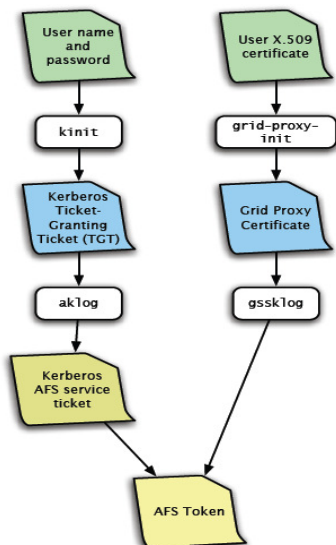 User name
and
password
kinit
Kerberos
Ticket-
Granting
Ticket (TGT)
aklog
Kerberos
AFS service
ticket
User X.509
certificate
grid-proxy-
init
Grid Proxy
Certificate
gssklog
AFS Token